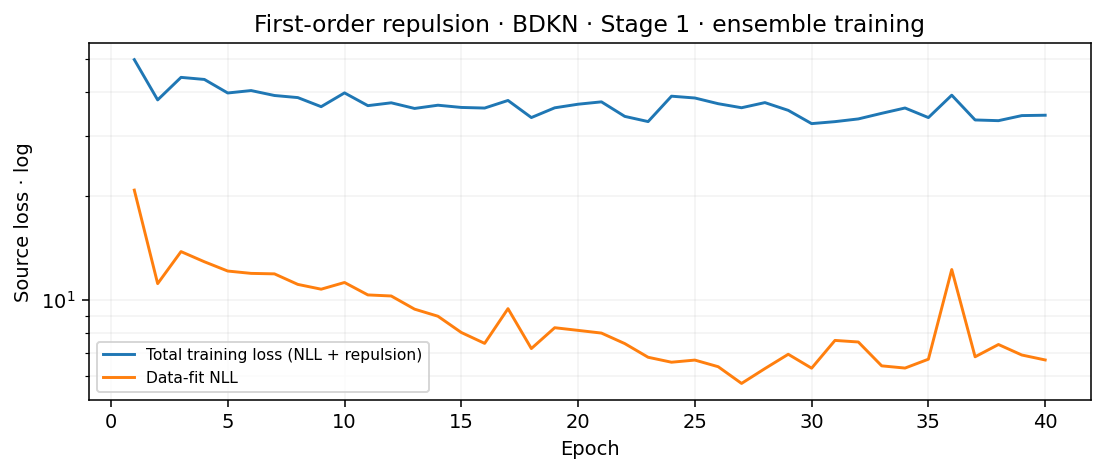 First-order repulsion · BDKN · Stage 1 · ensemble training
Source loss · log
10¹
Total training loss (NLL + repulsion)
Data-fit NLL
0 5 10 15 20 25 30 35 40
Epoch